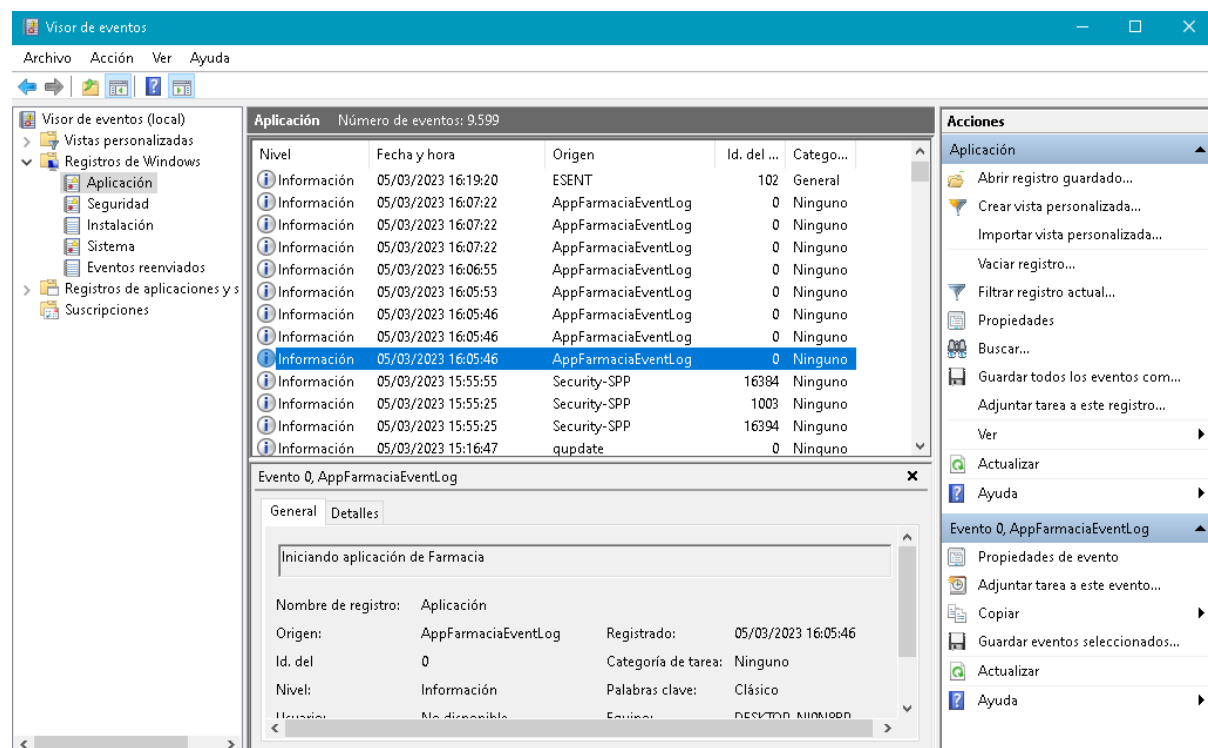 Visor de eventos
Archivo Acción Ver Ayuda
Visor de eventos (local)
Vistas personalizadas
Registros de Windows
Aplicación
Seguridad
Instalación
Sistema
Eventos reenviados
Registros de aplicaciones y s
Suscripciones
Aplicación Número de eventos: 9.599
Nivel Fecha y hora Origen Id. del ... Catego...
Información 05/03/2023 16:19:20 ESENT 102 General
Información 05/03/2023 16:07:22 AppFarmaciaEventLog 0 Ninguno
Información 05/03/2023 16:07:22 AppFarmaciaEventLog 0 Ninguno
Información 05/03/2023 16:07:22 AppFarmaciaEventLog 0 Ninguno
Información 05/03/2023 16:06:55 AppFarmaciaEventLog 0 Ninguno
Información 05/03/2023 16:05:53 AppFarmaciaEventLog 0 Ninguno
Información 05/03/2023 16:05:46 AppFarmaciaEventLog 0 Ninguno
Información 05/03/2023 16:05:46 AppFarmaciaEventLog 0 Ninguno
Información 05/03/2023 16:05:46 AppFarmaciaEventLog 0 Ninguno
Información 05/03/2023 15:55:55 Security-SPP 16384 Ninguno
Información 05/03/2023 15:55:25 Security-SPP 1003 Ninguno
Información 05/03/2023 15:55:25 Security-SPP 16394 Ninguno
Información 05/03/2023 15:16:47 gupdate 0 Ninguno
Evento 0, AppFarmaciaEventLog
General Detalles
Iniciando aplicación de Farmacia
Nombre de registro: Aplicación
Origen: AppFarmaciaEventLog Registrado: 05/03/2023 16:05:46
Id. del 0 Categoría de tarea: Ninguno
Nivel: Información Palabras clave: Clásico
Usuario: No disponible Equipo:
Acciones
Aplicación
Abrir registro guardado...
Crear vista personalizada...
Importar vista personalizada...
Vaciar registro...
Filtrar registro actual...
Propiedades
Buscar...
Guardar todos los eventos com...
Adjuntar tarea a este registro...
Ver
Actualizar
Ayuda
Evento 0, AppFarmaciaEventLog
Propiedades de evento
Adjuntar tarea a este evento...
Copiar
Guardar eventos seleccionados...
Actualizar
Ayuda